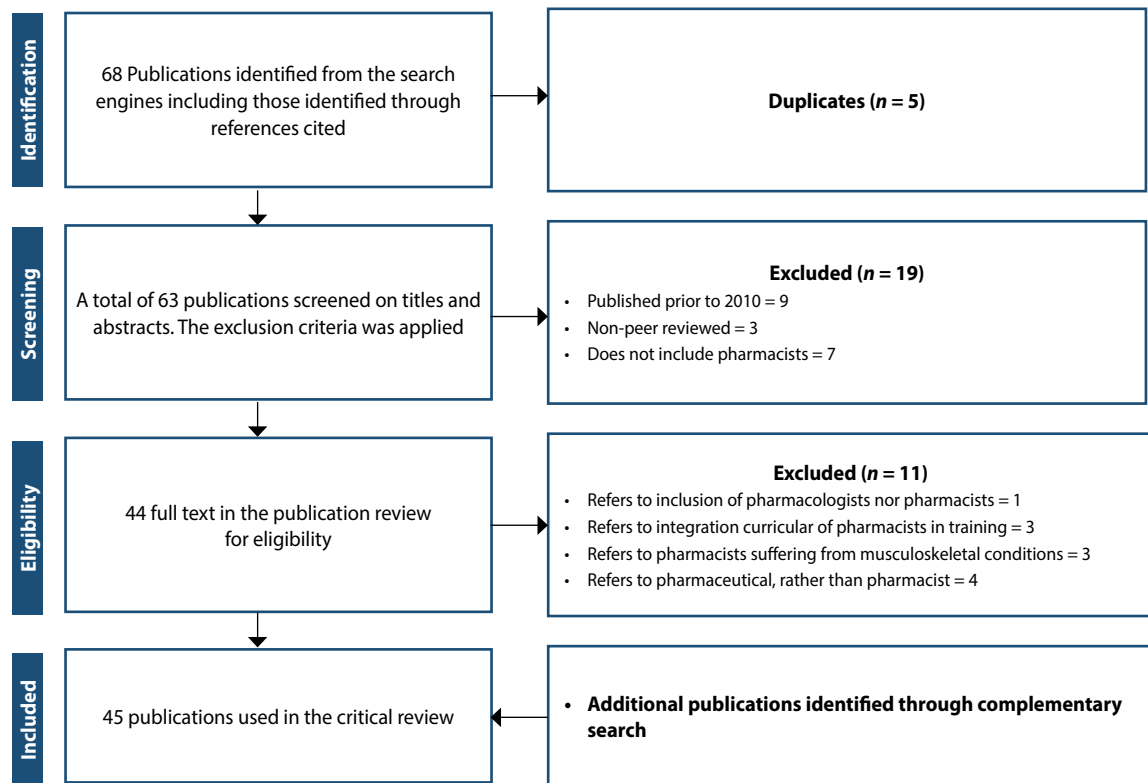 Identification
68 Publications identified from the search
engines including those identified through
references cited
Duplicates (n = 5)
Screening
A total of 63 publications screened on titles and
abstracts. The exclusion criteria was applied
Excluded (n = 19)
• Published prior to 2010 = 9
• Non-peer reviewed = 3
• Does not include pharmacists = 7
Eligibility
44 full text in the publication review
for eligibility
Excluded (n = 11)
• Refers to inclusion of pharmacologists nor pharmacists = 1
• Refers to integration curricular of pharmacists in training = 3
• Refers to pharmacists suffering from musculoskeletal conditions = 3
• Refers to pharmaceutical, rather than pharmacist = 4
Included
45 publications used in the critical review
• Additional publications identified through complementary
search